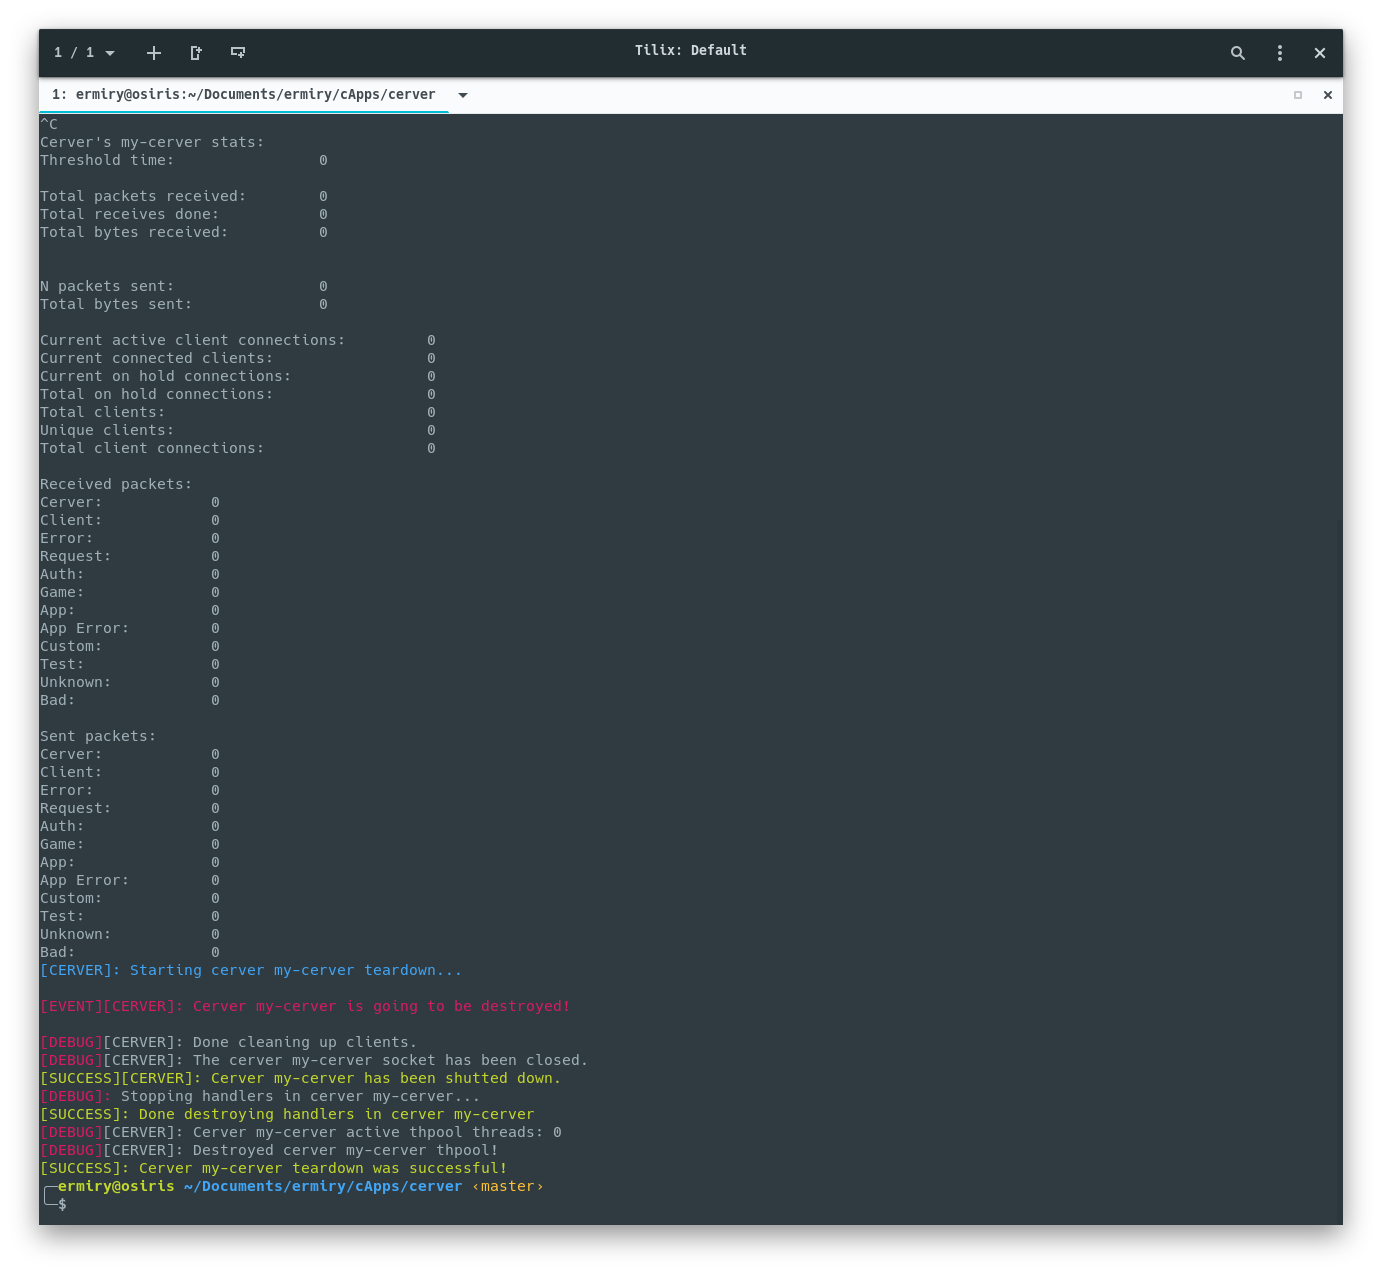 1 / 1
Tilix: Default
1: ermiry@osiris:~/Documents/ermiry/cApps/cerver
^C
Cerver's my-cerver stats:
Threshold time: 0
Total packets received: 0
Total receives done: 0
Total bytes received: 0
N packets sent: 0
Total bytes sent: 0
Current active client connections: 0
Current connected clients: 0
Current on hold connections: 0
Total on hold connections: 0
Total clients: 0
Unique clients: 0
Total client connections: 0
Received packets:
Cerver: 0
Client: 0
Error: 0
Request: 0
Auth: 0
Game: 0
App: 0
App Error: 0
Custom: 0
Test: 0
Unknown: 0
Bad: 0
Sent packets:
Cerver: 0
Client: 0
Error: 0
Request: 0
Auth: 0
Game: 0
App: 0
App Error: 0
Custom: 0
Test: 0
Unknown: 0
Bad: 0
[CERVER]: Starting cerver my-cerver teardown...
[EVENT][CERVER]: Cerver my-cerver is going to be destroyed!
[DEBUG][CERVER]: Done cleaning up clients.
[DEBUG][CERVER]: The cerver my-cerver socket has been closed.
[SUCCESS][CERVER]: Cerver my-cerver has been shutted down.
[DEBUG]: Stopping handlers in cerver my-cerver...
[SUCCESS]: Done destroying handlers in cerver my-cerver
[DEBUG][CERVER]: Cerver my-cerver active thpool threads: 0
[DEBUG][CERVER]: Destroyed cerver my-cerver thpool!
[SUCCESS]: Cerver my-cerver teardown was successful!
╭─ermiry@osiris ~/Documents/ermiry/cApps/cerver ‹master›
╰─$